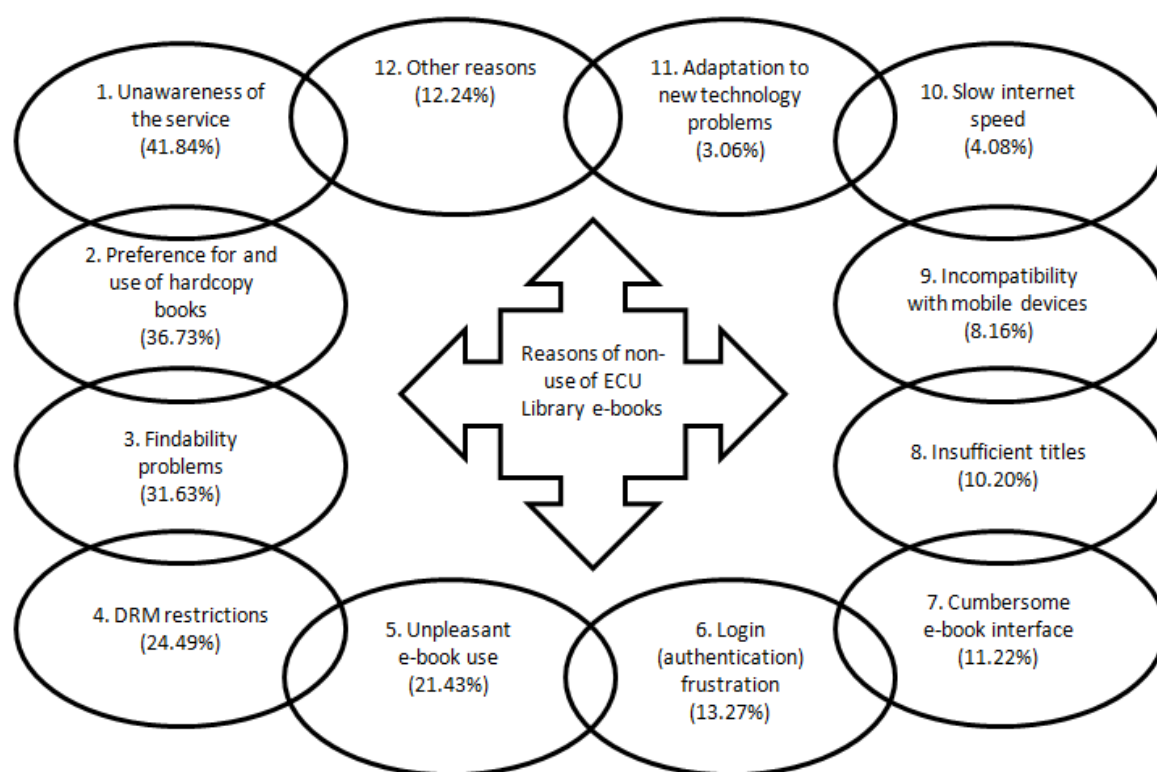 1. Unawareness of
the service
(41.84%)
12. Other reasons
(12.24%)
11. Adaptation to
new technology
problems
(3.06%)
10. Slow internet
speed
(4.08%)
2. Preference for and
use of hardcopy
books
(36.73%)
9. Incompatibility
with mobile devices
(8.16%)
Reasons of non-
use of ECU
Library e-books
3. Findability
problems
(31.63%)
8. Insufficient titles
(10.20%)
4. DRM restrictions
(24.49%)
5. Unpleasant
e-book use
(21.43%)
6. Login
(authentication)
frustration
(13.27%)
7. Cumbersome
e-book interface
(11.22%)